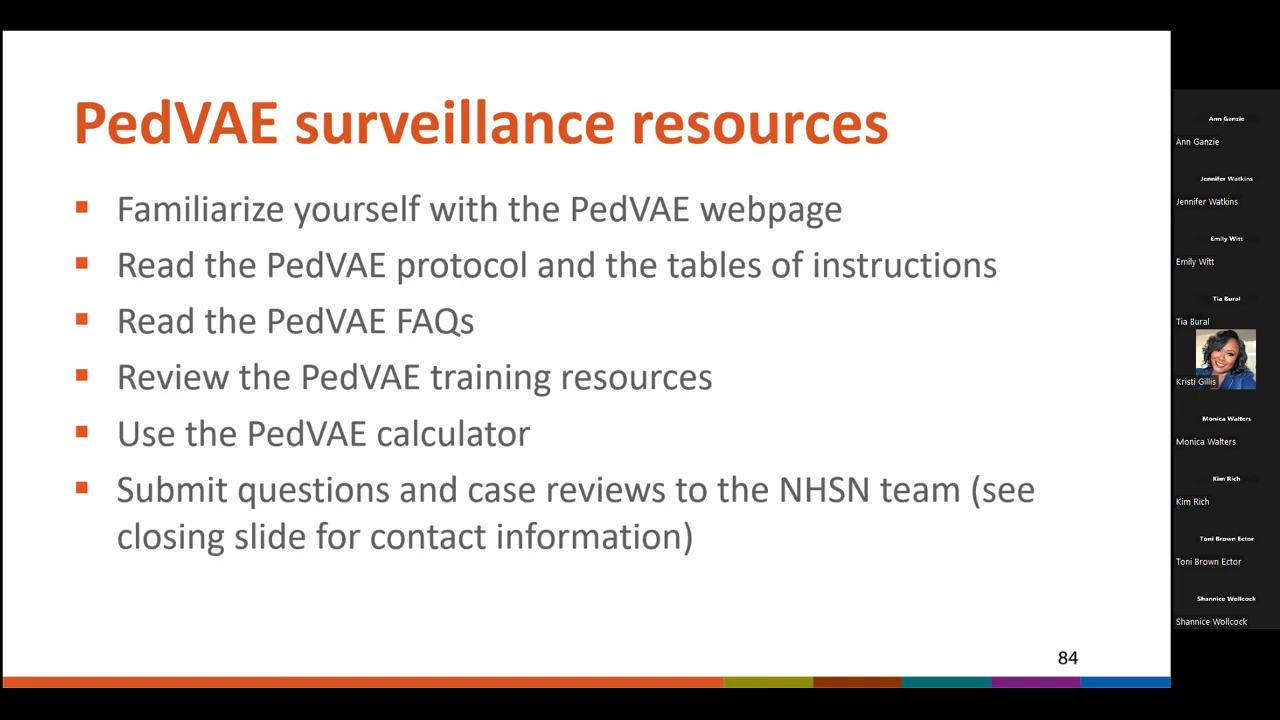 PedVAE surveillance resources
▪ Familiarize yourself with the PedVAE webpage
▪ Read the PedVAE protocol and the tables of instructions
▪ Read the PedVAE FAQs
▪ Review the PedVAE training resources
▪ Use the PedVAE calculator
▪ Submit questions and case reviews to the NHSN team (see
closing slide for contact information)
84
Ann Ganzie
Ann Ganzie
Jennifer Watkins
Jennifer Watkins
Emily Witt
Emily Witt
Tia Bural
Tia Bural
Kristi Gillis
Monica Walters
Monica Walters
Kim Rich
Kim Rich
Toni Brown Ector
Toni Brown Ector
Shannice Wollcock
Shannice Wollcock